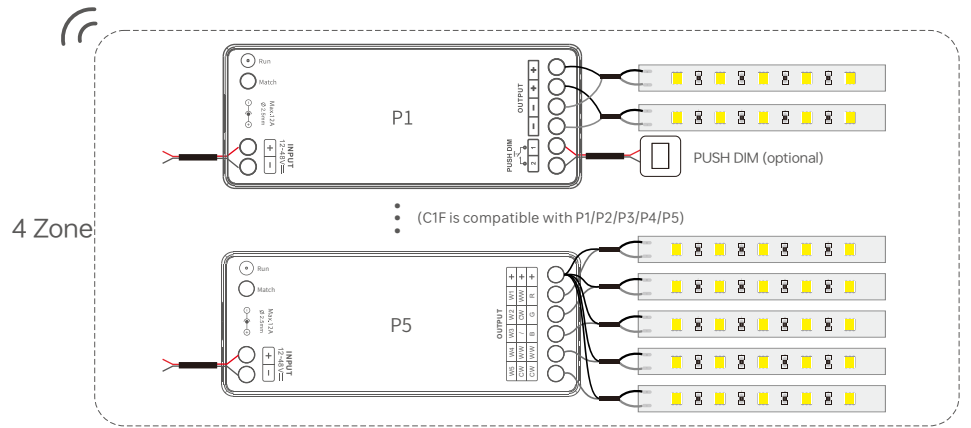 4 Zone
Run
Match
Max.12A
Ø 2.5mm
INPUT
12~48V
+
−
P1
OUTPUT
+
+
−
−
PUSH DIM
1
2
PUSH DIM (optional)
(C1F is compatible with P1/P2/P3/P4/P5)
Run
Match
Max.12A
Ø 2.5mm
INPUT
12~48V
+
−
P5
OUTPUT
+ + +
W1 WW R
W2 CW G
W3 / B
W4 WW WW
W5 CW CW